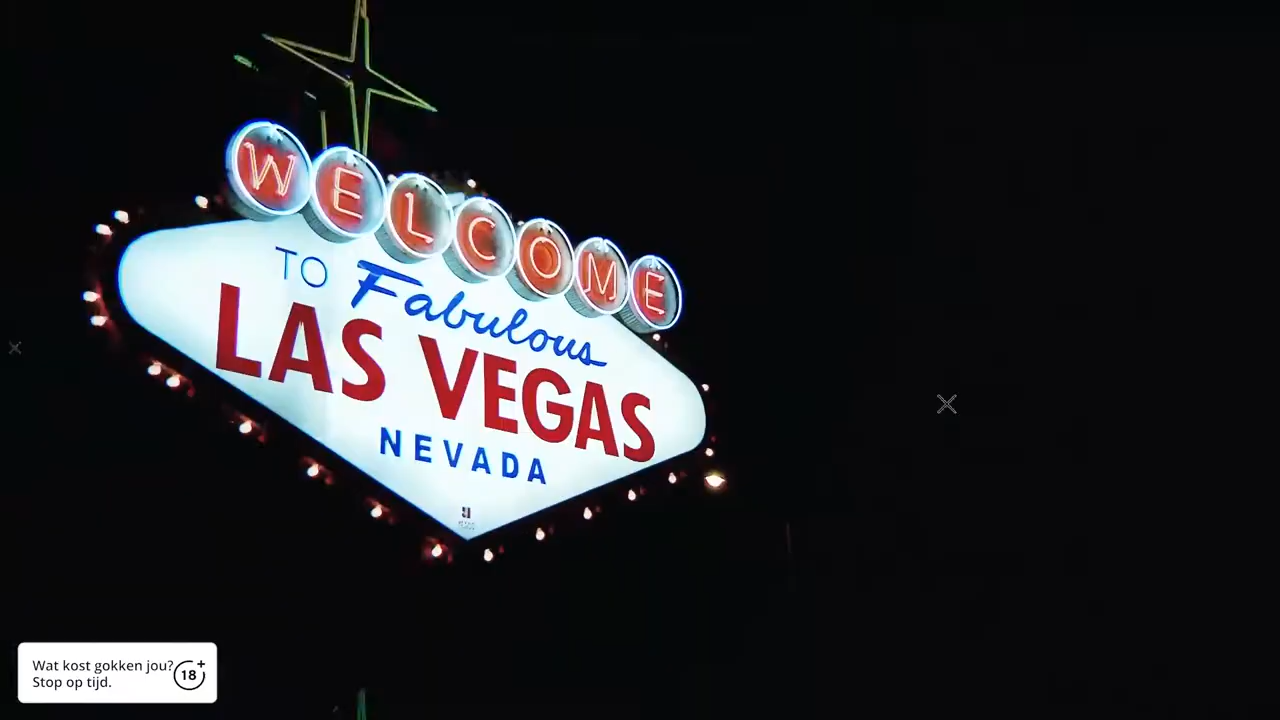 WELCOME
TO Fabulous
LAS VEGAS
NEVADA
Wat kost gokken jou?
Stop op tijd.
18+